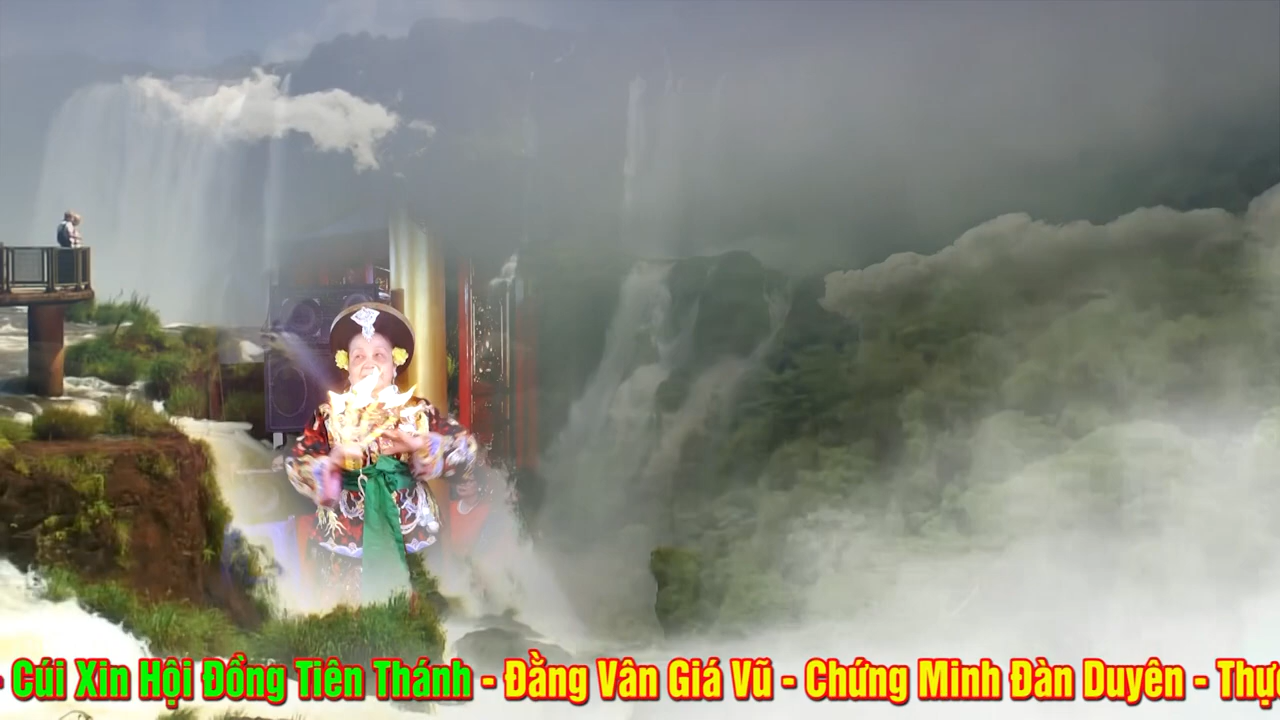 - Cúi Xin Hội Đồng Tiên Thánh - Đằng Vân Giá Vũ - Chứng Minh Đàn Duyên - Thự